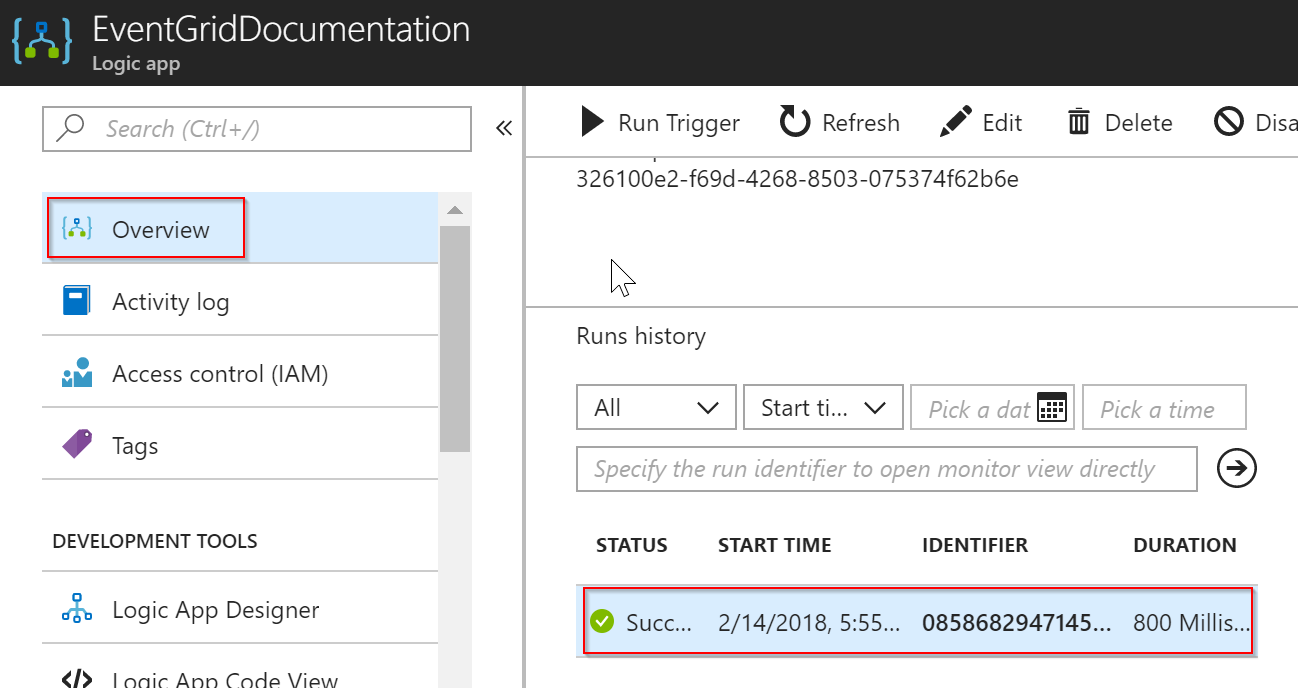 EventGridDocumentation
Logic app
Search (Ctrl+/)
«
Overview
Activity log
Access control (IAM)
Tags
DEVELOPMENT TOOLS
Logic App Designer
Logic App Code View
Run Trigger Refresh Edit Delete Disa
326100e2-f69d-4268-8503-075374f62b6e
Runs history
All Start ti... Pick a dat Pick a time
Specify the run identifier to open monitor view directly
STATUS START TIME IDENTIFIER DURATION
Succ... 2/14/2018, 5:55... 0858682947145... 800 Millis...